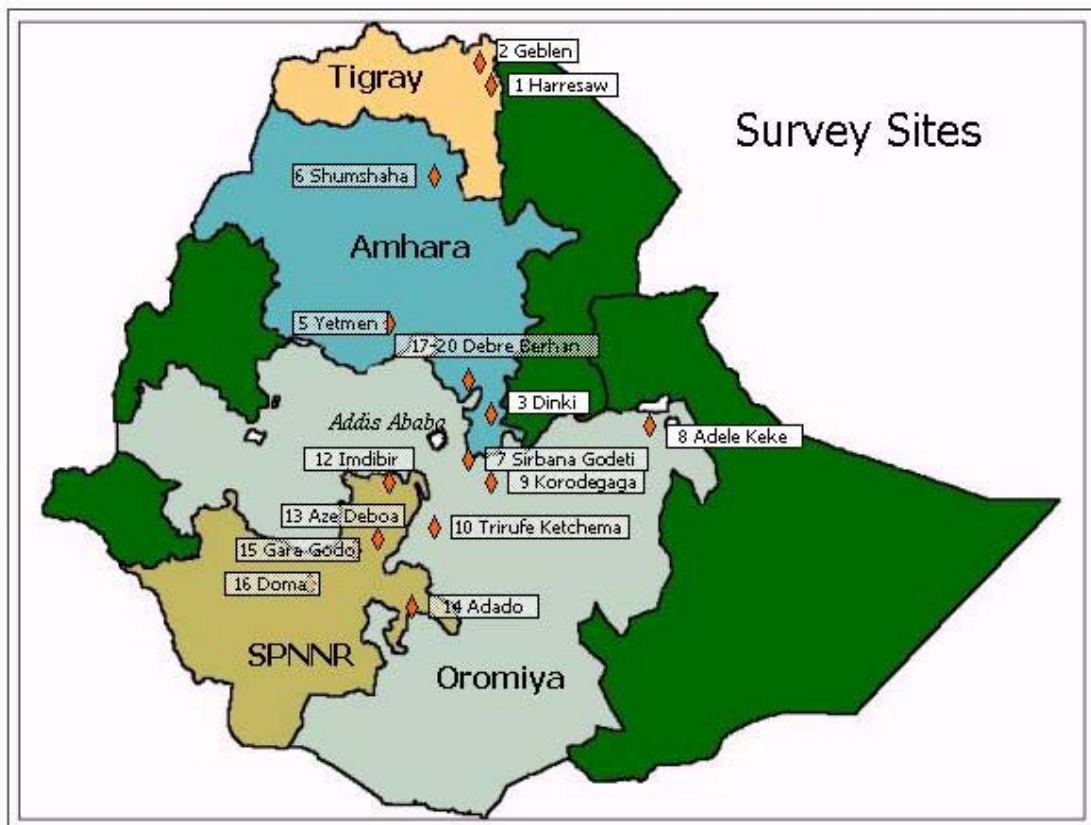 2 Geblen
Tigray
1 Harresaw
Survey Sites
6 Shumshaha
Amhara
5 Yetmen
17-20 Debre Berhan
3 Dinki
Addis Ababa
8 Adele Keke
12 Imdibir
7 Sirbana Godeti
9 Korodegaga
13 Aze Deboa
10 Trirufe Ketchema
15 Gara Godo
16 Doma
14 Adado
SPNNR
Oromiya